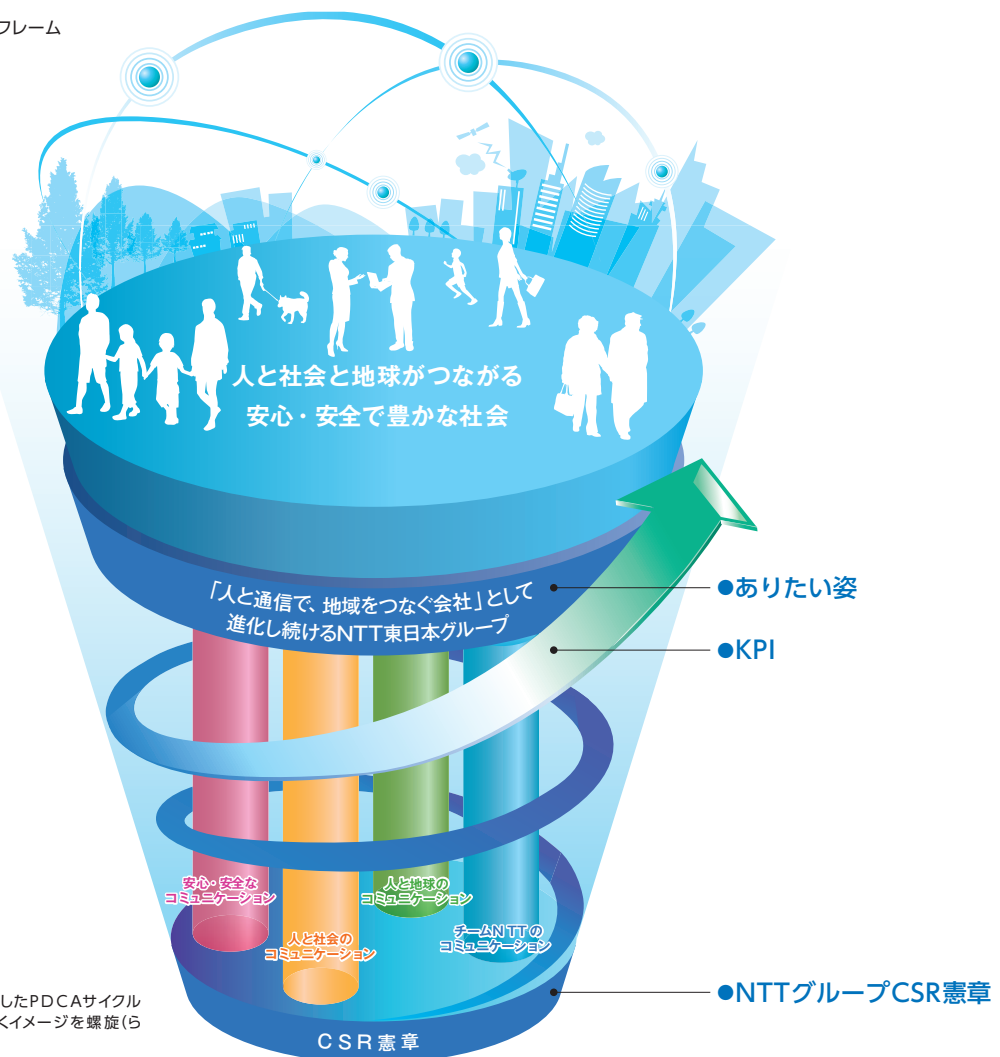 フレーム
人と社会と地球がつながる
安心・安全で豊かな社会
「人と通信で、地域をつなぐ会社」として
進化し続けるNTT東日本グループ
●ありたい姿
●KPI
安心・安全な
コミュニケーション
人と社会の
コミュニケーション
人と地球の
コミュニケーション
チームNTTの
コミュニケーション
●NTTグループCSR憲章
CSR憲章
したPDCAサイクル
くイメージを螺旋(ら